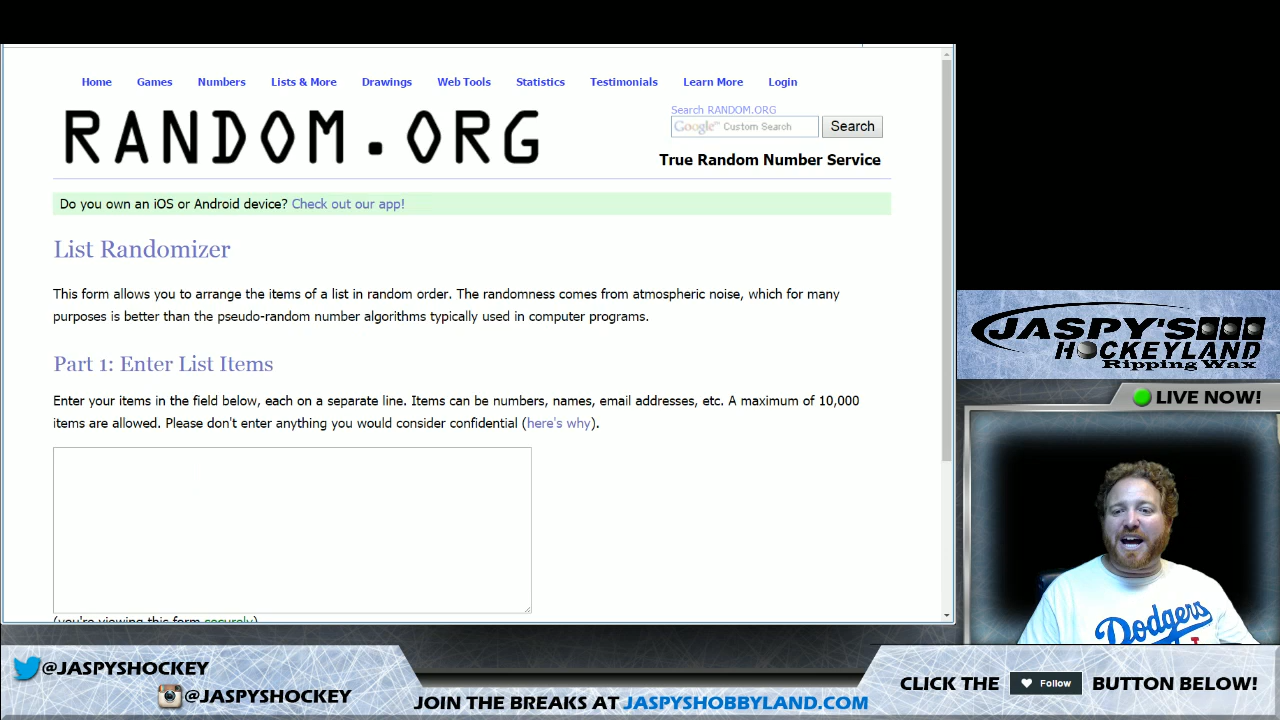 Home Games Numbers Lists & More Drawings Web Tools Statistics Testimonials Learn More Login
RANDOM.ORG
Search RANDOM.ORG
Google™ Custom Search Search
True Random Number Service
Do you own an iOS or Android device? Check out our app!
List Randomizer
This form allows you to arrange the items of a list in random order. The randomness comes from atmospheric noise, which for many
purposes is better than the pseudo-random number algorithms typically used in computer programs.
Part 1: Enter List Items
Enter your items in the field below, each on a separate line. Items can be numbers, names, email addresses, etc. A maximum of 10,000
items are allowed. Please don't enter anything you would consider confidential (here's why).
(you're viewing this form securely)
JASPY'S
HOCKEYLAND
Ripping Wax
LIVE NOW!
Dodgers
@JASPYSHOCKEY
@JASPYSHOCKEY
JOIN THE BREAKS AT JASPYSHOBBYLAND.COM
CLICK THE Follow BUTTON BELOW!